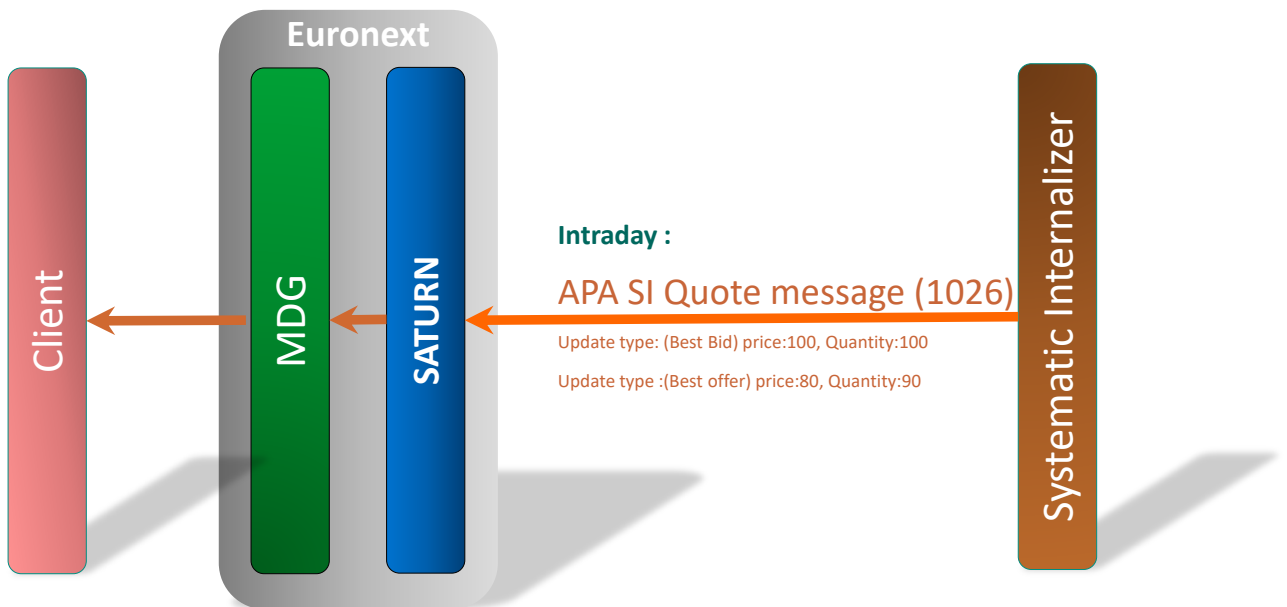 Euronext
Client
MDG
SATURN
Intraday :
APA SI Quote message (1026)
Update type: (Best Bid) price:100, Quantity:100
Update type :(Best offer) price:80, Quantity:90
Systematic Internalizer